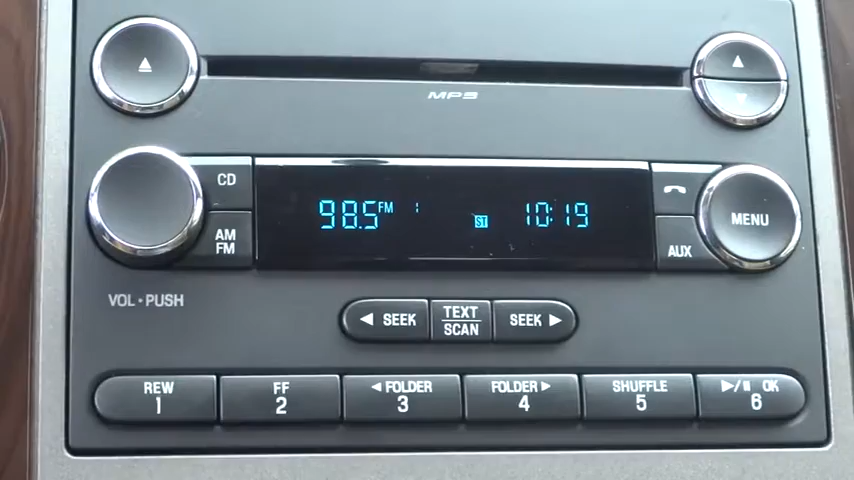 MP3
CD
AM
FM
98.5 FM 1 ST 10:19
MENU
AUX
VOL • PUSH
◄ SEEK
TEXT
SCAN
SEEK ►
REW
1
FF
2
◄ FOLDER
3
FOLDER ►
4
SHUFFLE
5
►/II OK
6